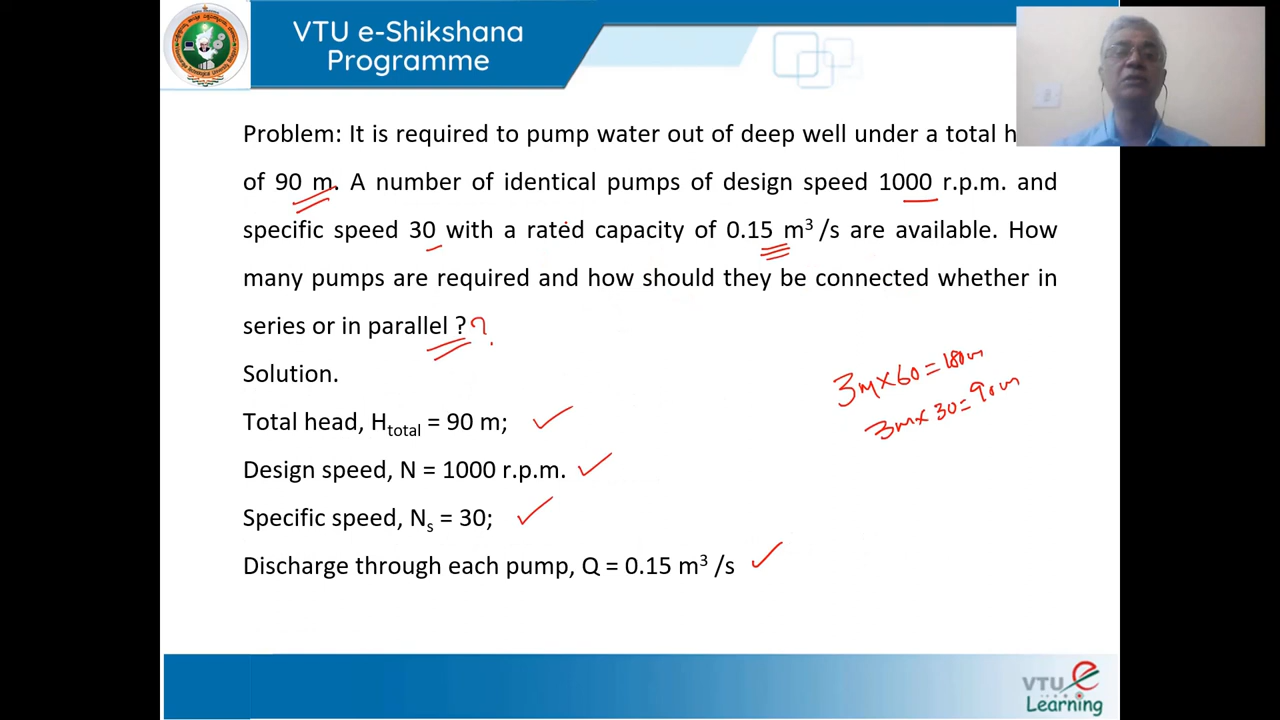 VTU e-Shikshana
Programme
Problem: It is required to pump water out of deep well under a total h
of 90 m. A number of identical pumps of design speed 1000 r.p.m. and
specific speed 30 with a rated capacity of 0.15 m³ /s are available. How
many pumps are required and how should they be connected whether in
series or in parallel ? ?
Solution.
3m×60=180m
3m×30=90m
Total head, Htotal = 90 m;
Design speed, N = 1000 r.p.m.
Specific speed, Ns = 30;
Discharge through each pump, Q = 0.15 m³ /s
VTU e
Learning